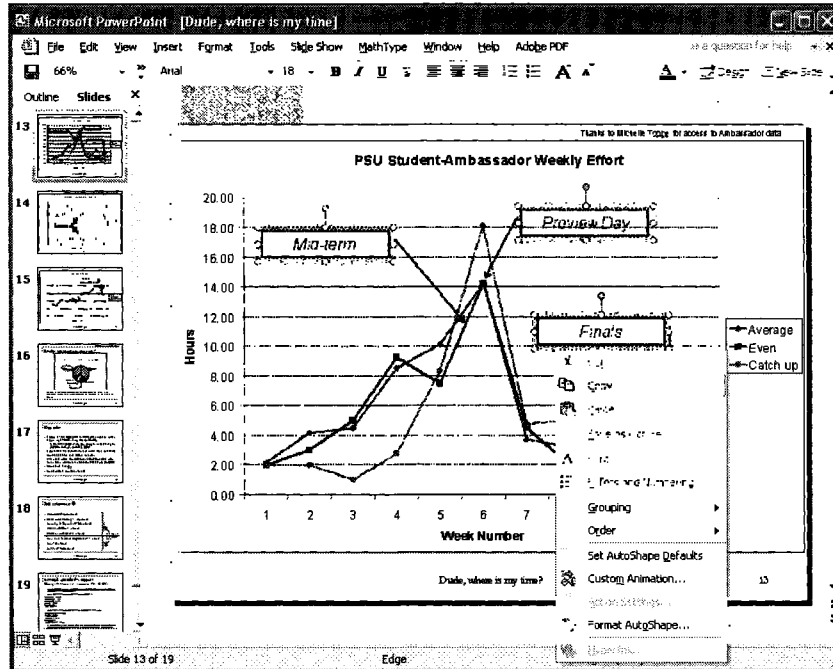 Microsoft PowerPoint - [Dude, where is my time]
File Edit View Insert Format Tools Slide Show MathType Window Help Adobe PDF
66% Arial 18 B I U S A A A
Outline Slides
13
14
15
16
17
18
19
Thanks to Michelle for access to Ambassador data
PSU Student-Ambassador Weekly Effort
20.00
18.00
16.00
14.00
12.00
10.00
8.00
6.00
4.00
2.00
0.00
Hours
Mid-term
Preview Day
Finals
Average
Even
Catch up
1 2 3 4 5 6 7
Week Number
Copy
Bullets and Numbering
Grouping
Order
Set AutoShape Defaults
Custom Animation...
Format AutoShape...
Dude, where is my time?
13
Slide 13 of 19
Edge